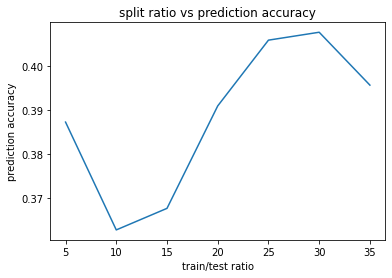 split ratio vs prediction accuracy
prediction accuracy
0.40
0.39
0.38
0.37
5 10 15 20 25 30 35
train/test ratio